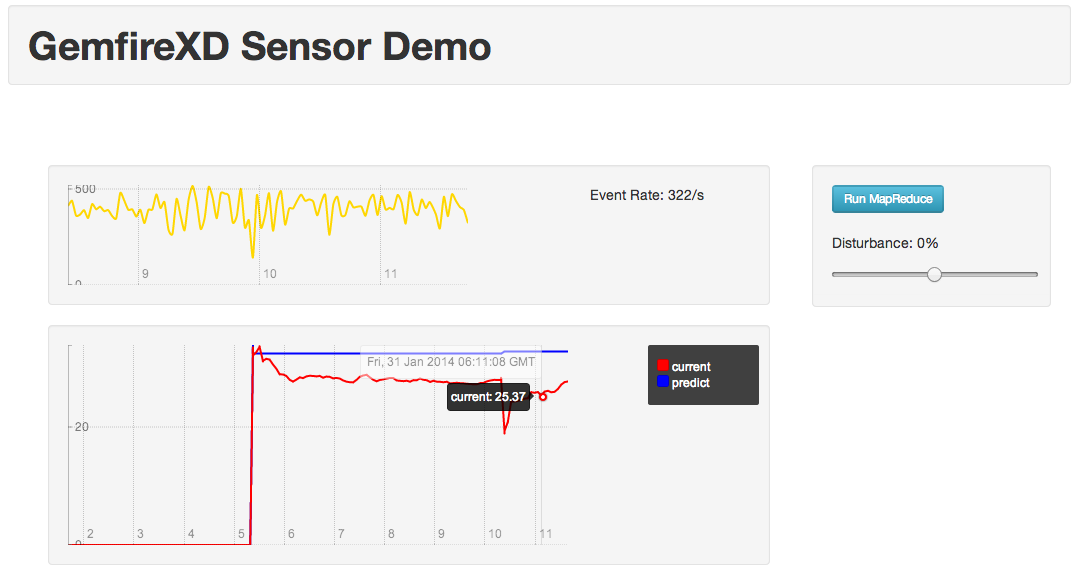 GemfireXD Sensor Demo
500
0
9
10
11
Event Rate: 322/s
Run MapReduce
Disturbance: 0%
Fri, 31 Jan 2014 06:11:08 GMT
current: 25.37
20
0
2
3
4
5
6
7
8
9
10
11
current
predict